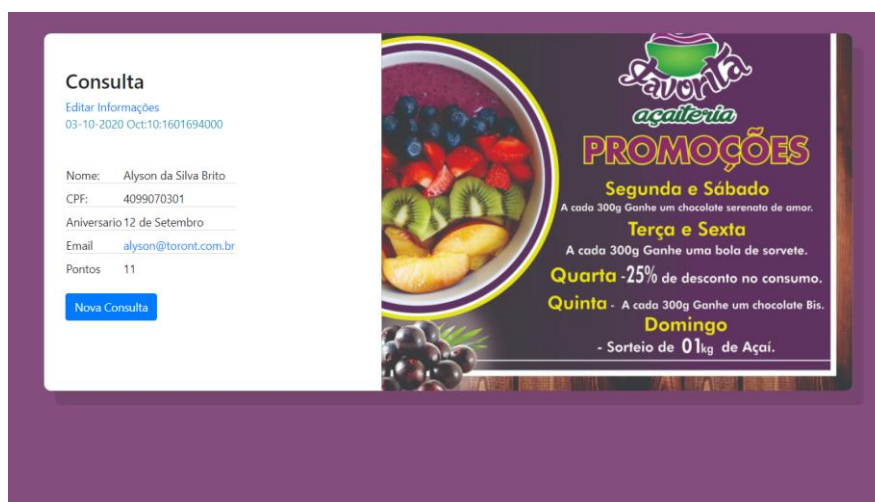 Consulta
Editar Informações
03-10-2020 Oct:10:1601694000
Nome: Alyson da Silva Brito
CPF: 4099070301
Aniversario 12 de Setembro
Email alyson@toront.com.br
Pontos 11
Nova Consulta
Favorita
açaiteria
PROMOÇÕES
Segunda e Sábado
A cada 300g Ganhe um chocolate serenata de amor.
Terça e Sexta
A cada 300g Ganhe uma bola de sorvete.
Quarta -25% de desconto no consumo.
Quinta - A cada 300g Ganhe um chocolate Bis.
Domingo
- Sorteio de 01kg de Açaí.